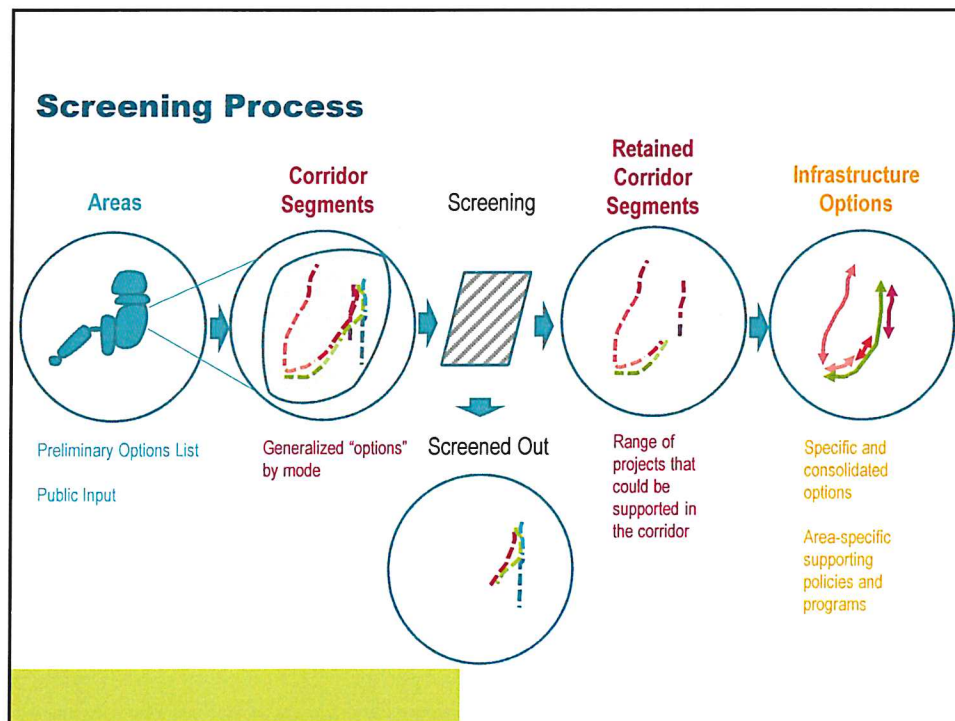 Screening Process
Areas
Preliminary Options List
Public Input
Corridor
Segments
Generalized "options"
by mode
Screening
Screened Out
Retained
Corridor
Segments
Range of
projects that
could be
supported in
the corridor
Infrastructure
Options
Specific and
consolidated
options
Area-specific
supporting
policies and
programs